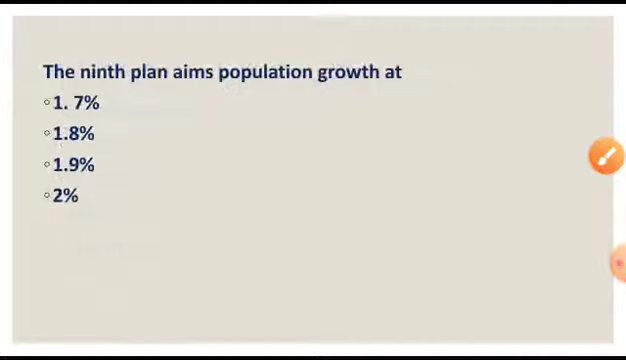 The ninth plan aims population growth at
◦1. 7%
◦1.8%
◦1.9%
◦2%